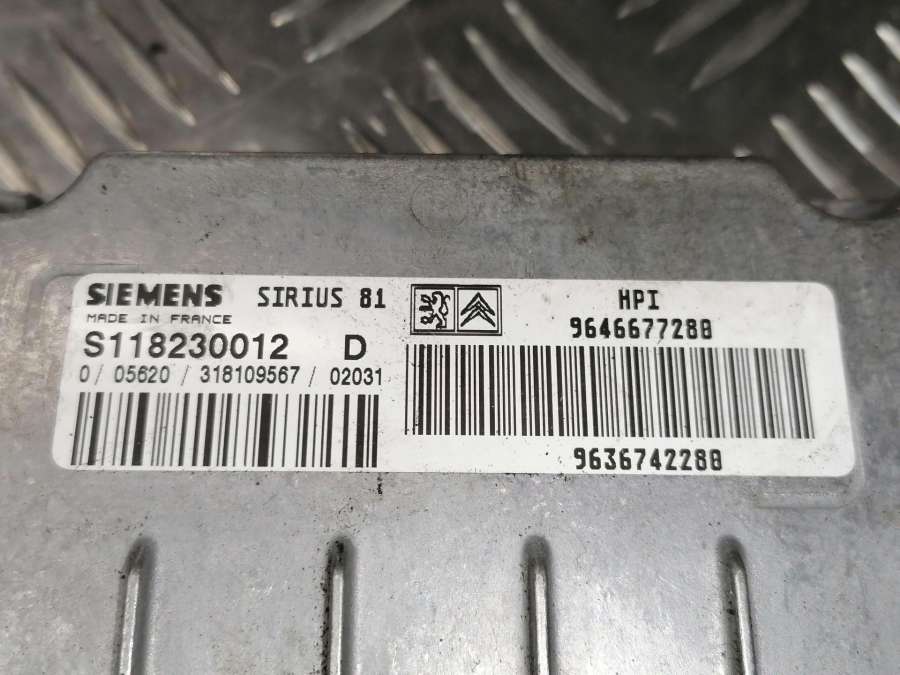 SIEMENS SIRIUS 81
MADE IN FRANCE
S118230012 D
0/ 05620 / 318109567/ 02031
HPI
9646677280
9636742280